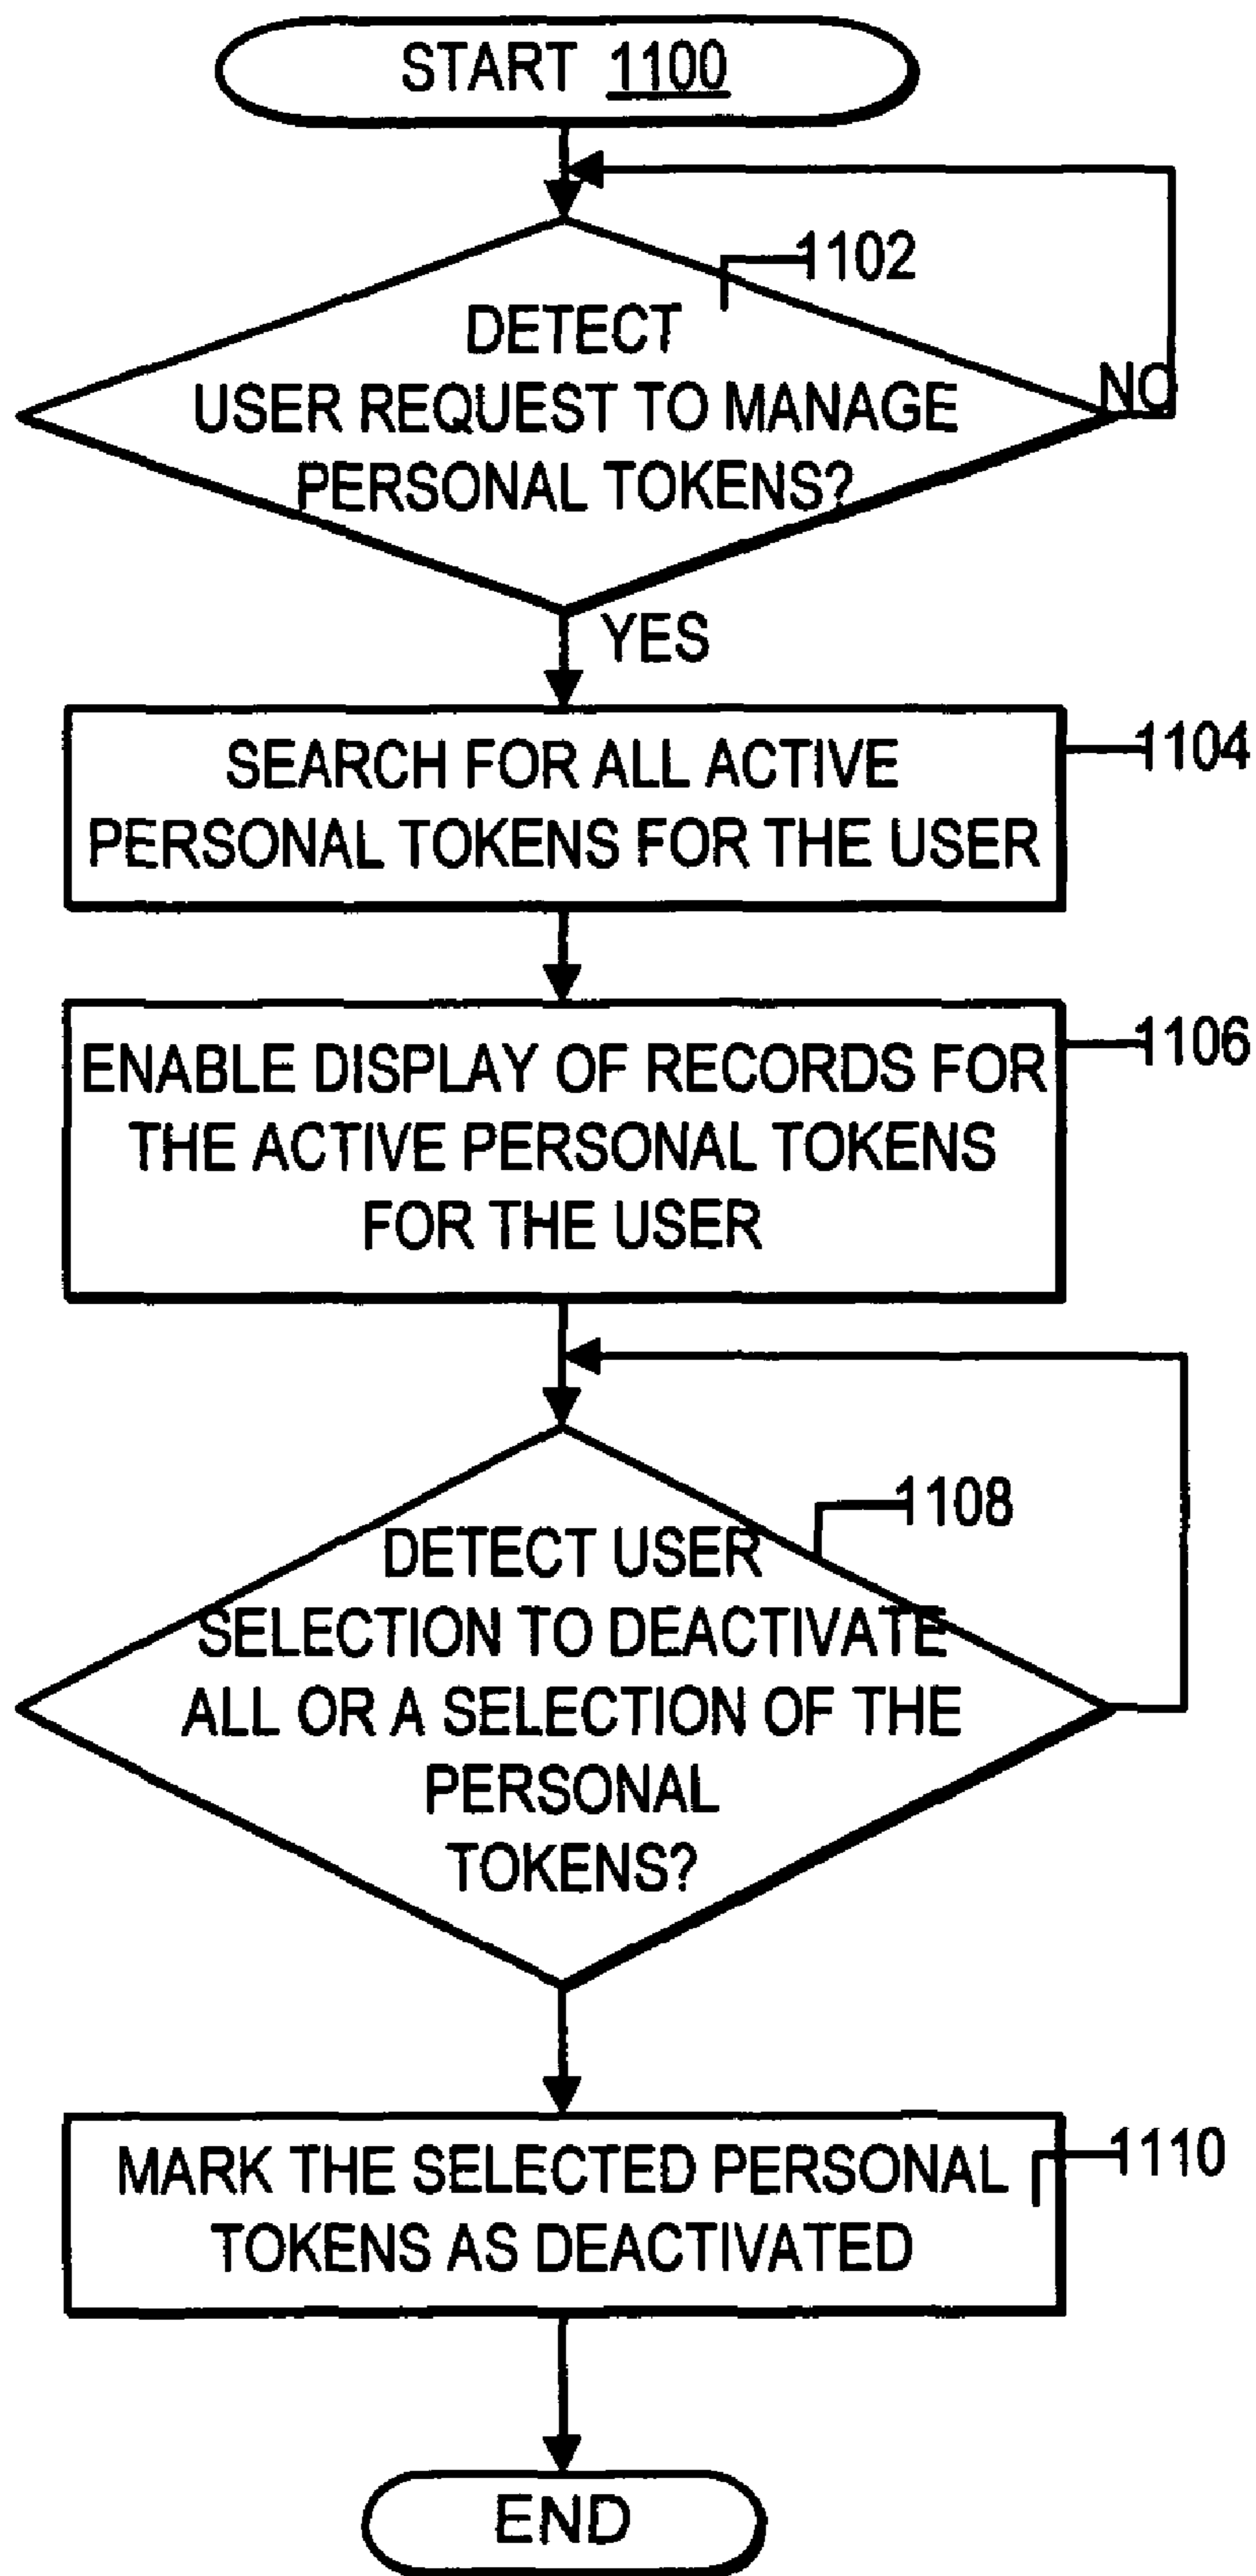 START 1100
1102
DETECT
USER REQUEST TO MANAGE
PERSONAL TOKENS?
NO
YES
SEARCH FOR ALL ACTIVE
PERSONAL TOKENS FOR THE USER
1104
ENABLE DISPLAY OF RECORDS FOR
THE ACTIVE PERSONAL TOKENS
FOR THE USER
1106
1108
DETECT USER
SELECTION TO DEACTIVATE
ALL OR A SELECTION OF THE
PERSONAL
TOKENS?
MARK THE SELECTED PERSONAL
TOKENS AS DEACTIVATED
1110
END